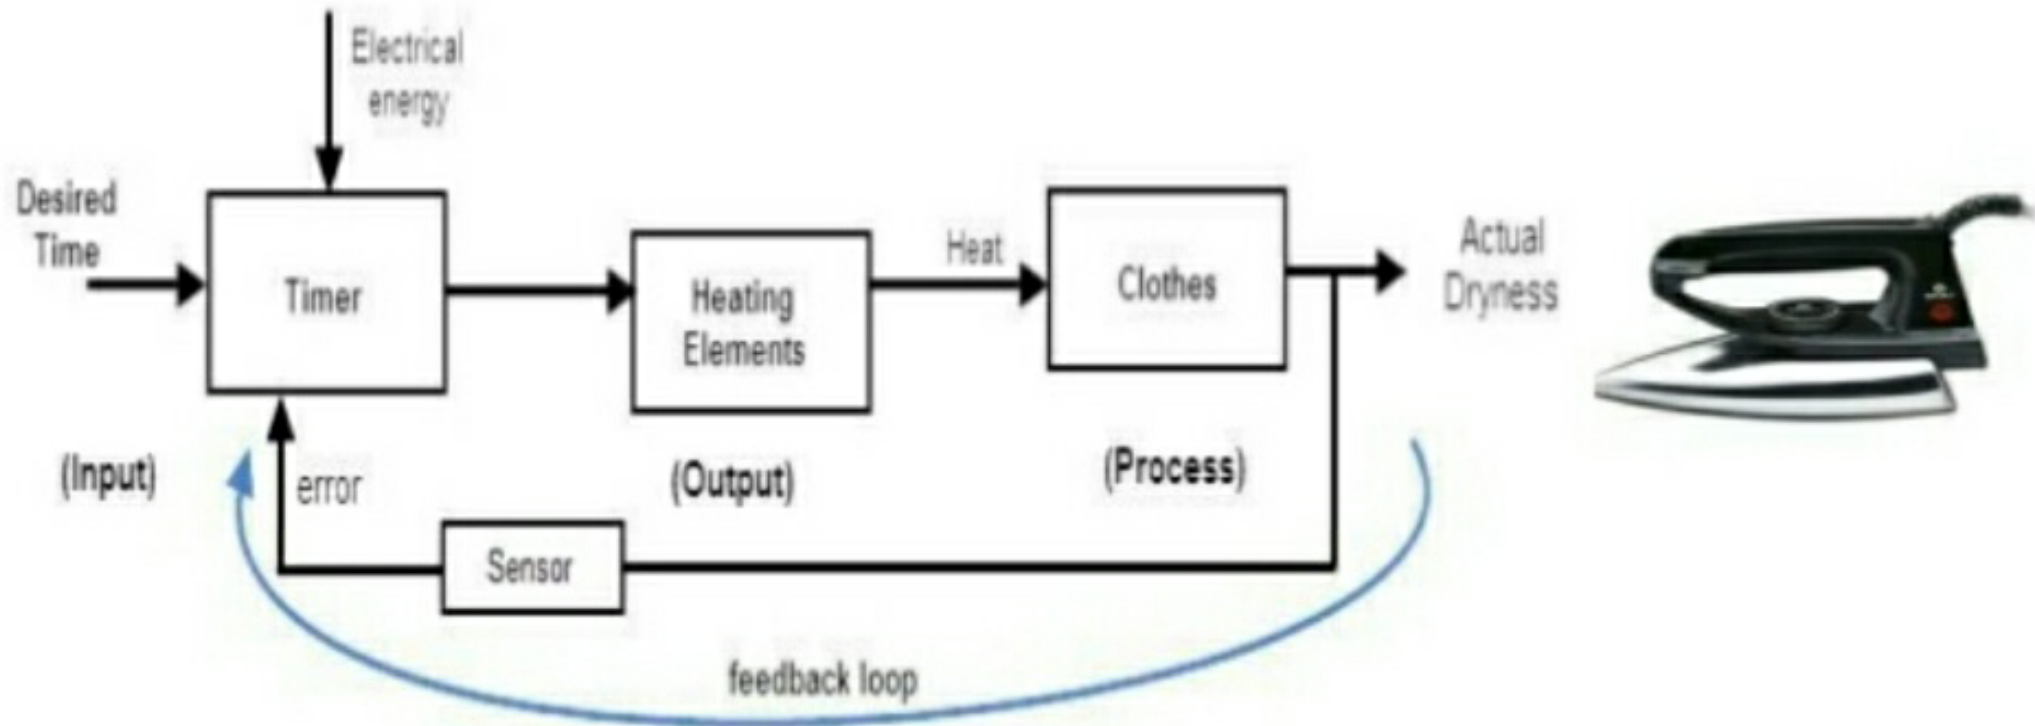 Electrical
energy
Desired
Time
Timer
Heating
Elements
Heat
Clothes
Actual
Dryness
(Input)
error
(Output)
(Process)
Sensor
feedback loop